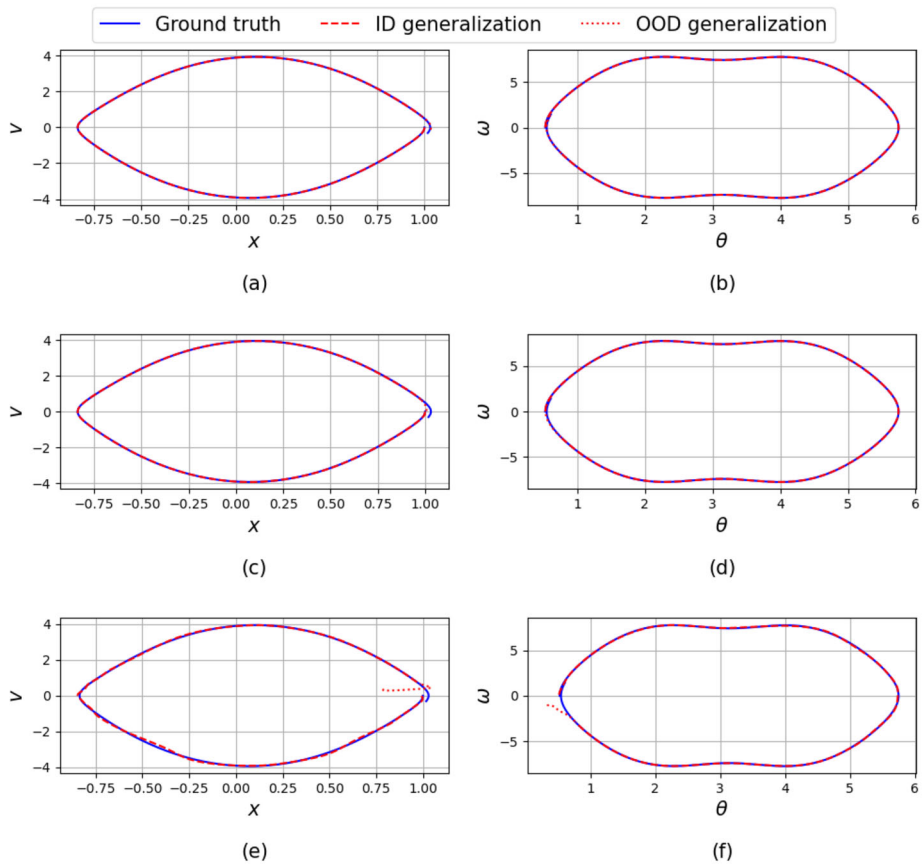 Ground truth ID generalization OOD generalization
4
2
0
−2
−4
v
−0.75 −0.50 −0.25 0.00 0.25 0.50 0.75 1.00
x
(a)
5
0
−5
ω
1 2 3 4 5 6
θ
(b)
4
2
0
−2
−4
v
−0.75 −0.50 −0.25 0.00 0.25 0.50 0.75 1.00
x
(c)
5
0
−5
ω
1 2 3 4 5 6
θ
(d)
4
2
0
−2
−4
v
−0.75 −0.50 −0.25 0.00 0.25 0.50 0.75 1.00
x
(e)
5
0
−5
ω
1 2 3 4 5 6
θ
(f)